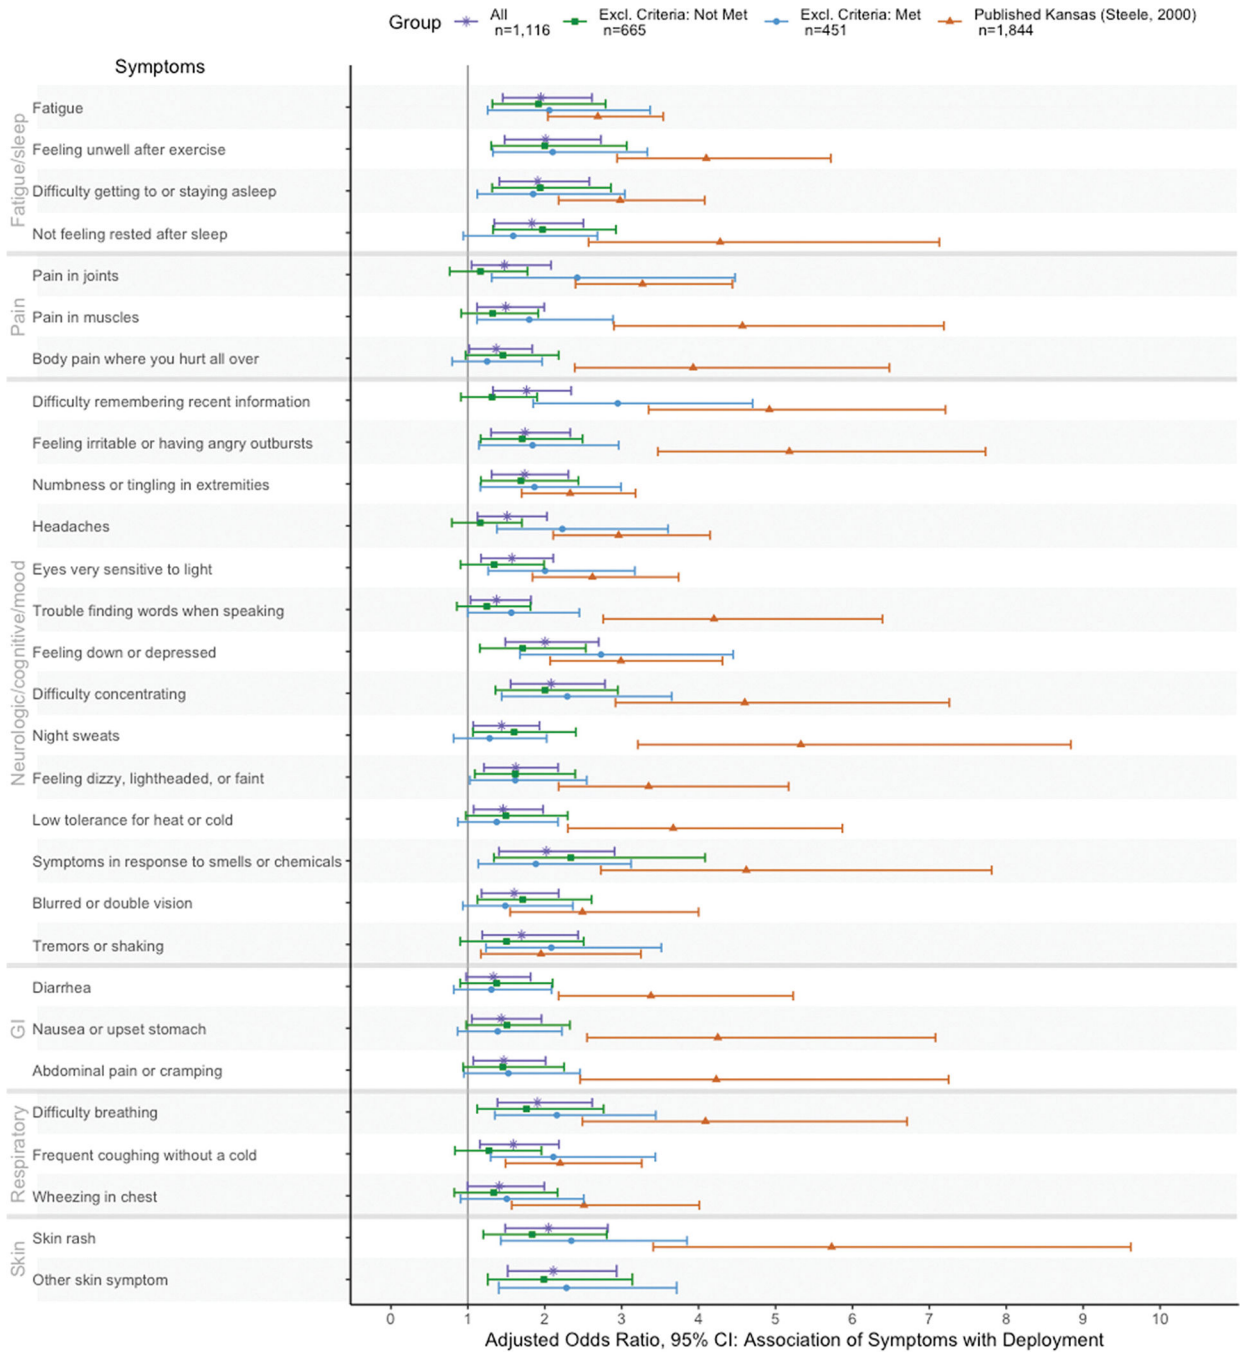 Group
All
n=1,116
Excl. Criteria: Not Met
n=665
Excl. Criteria: Met
n=451
Published Kansas (Steele, 2000)
n=1,844
Symptoms
Fatigue/sleep
Fatigue
Feeling unwell after exercise
Difficulty getting to or staying asleep
Not feeling rested after sleep
Pain
Pain in joints
Pain in muscles
Body pain where you hurt all over
Neurologic/cognitive/mood
Difficulty remembering recent information
Feeling irritable or having angry outbursts
Numbness or tingling in extremities
Headaches
Eyes very sensitive to light
Trouble finding words when speaking
Feeling down or depressed
Difficulty concentrating
Night sweats
Feeling dizzy, lightheaded, or faint
Low tolerance for heat or cold
Symptoms in response to smells or chemicals
Blurred or double vision
Tremors or shaking
GI
Diarrhea
Nausea or upset stomach
Abdominal pain or cramping
Respiratory
Difficulty breathing
Frequent coughing without a cold
Wheezing in chest
Skin
Skin rash
Other skin symptom
0 1 2 3 4 5 6 7 8 9 10
Adjusted Odds Ratio, 95% CI: Association of Symptoms with Deployment